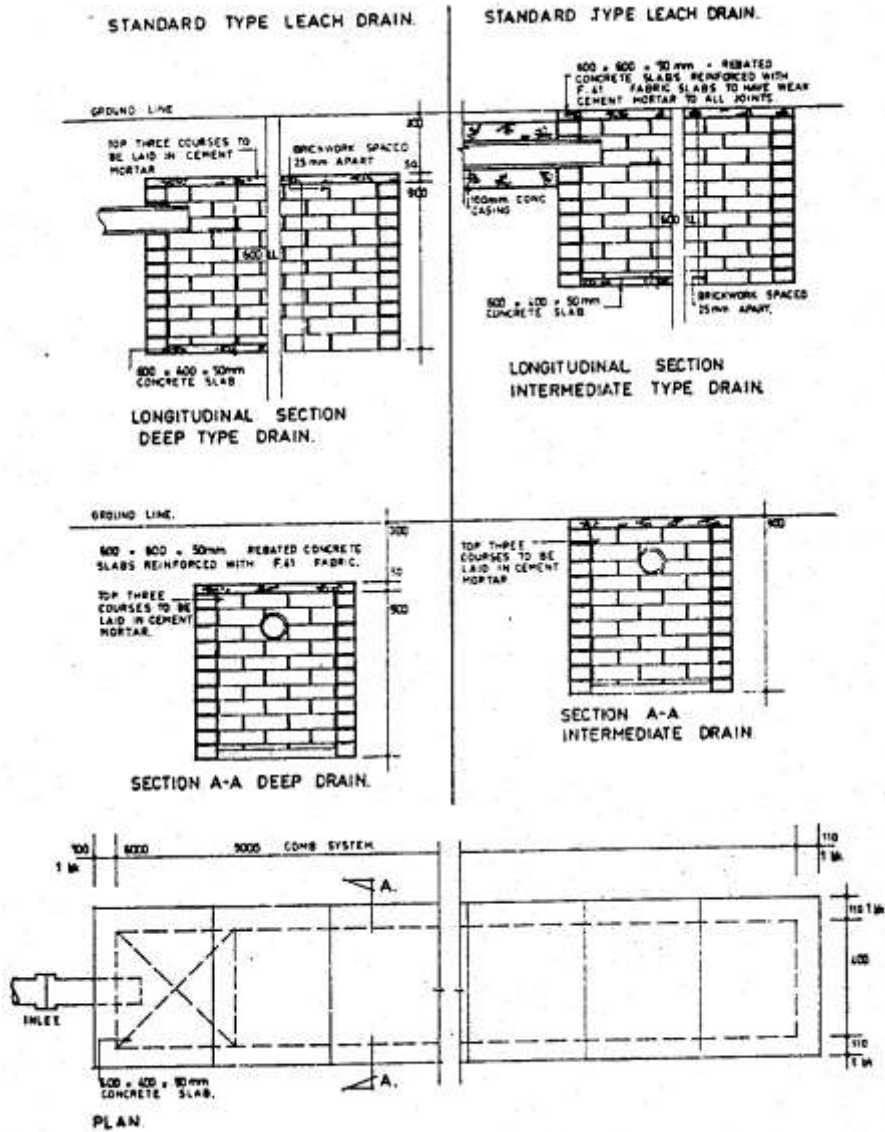 STANDARD TYPE LEACH DRAIN.
GROUND LINE
TOP THREE COURSES TO
BE LAID IN CEMENT
MORTAR
BRICKWORK SPACED
25mm APART
300
50
900
600
600 x 400 x 50mm
CONCRETE SLAB
LONGITUDINAL SECTION
DEEP TYPE DRAIN.
STANDARD TYPE LEACH DRAIN.
600 x 600 x 50mm - REBATED
CONCRETE SLABS REINFORCED WITH
F.41 FABRIC SLABS TO HAVE WEAK
CEMENT MORTAR TO ALL JOINTS
100mm CONC
CASING
600
600 x 400 x 50mm
CONCRETE SLAB
BRICKWORK SPACED
25mm APART.
LONGITUDINAL SECTION
INTERMEDIATE TYPE DRAIN.
GROUND LINE.
600 x 600 x 50mm REBATED CONCRETE
SLABS REINFORCED WITH F.41 FABRIC.
TOP THREE
COURSES TO BE
LAID IN CEMENT
MORTAR.
300
50
900
SECTION A-A DEEP DRAIN.
TOP THREE
COURSES TO BE
LAID IN CEMENT
MORTAR
900
SECTION A-A
INTERMEDIATE DRAIN.
6000 9000 COMB SYSTEM.
110
A.
110
400
110
INLET
A.
600 x 400 x 50mm
CONCRETE SLAB.
PLAN